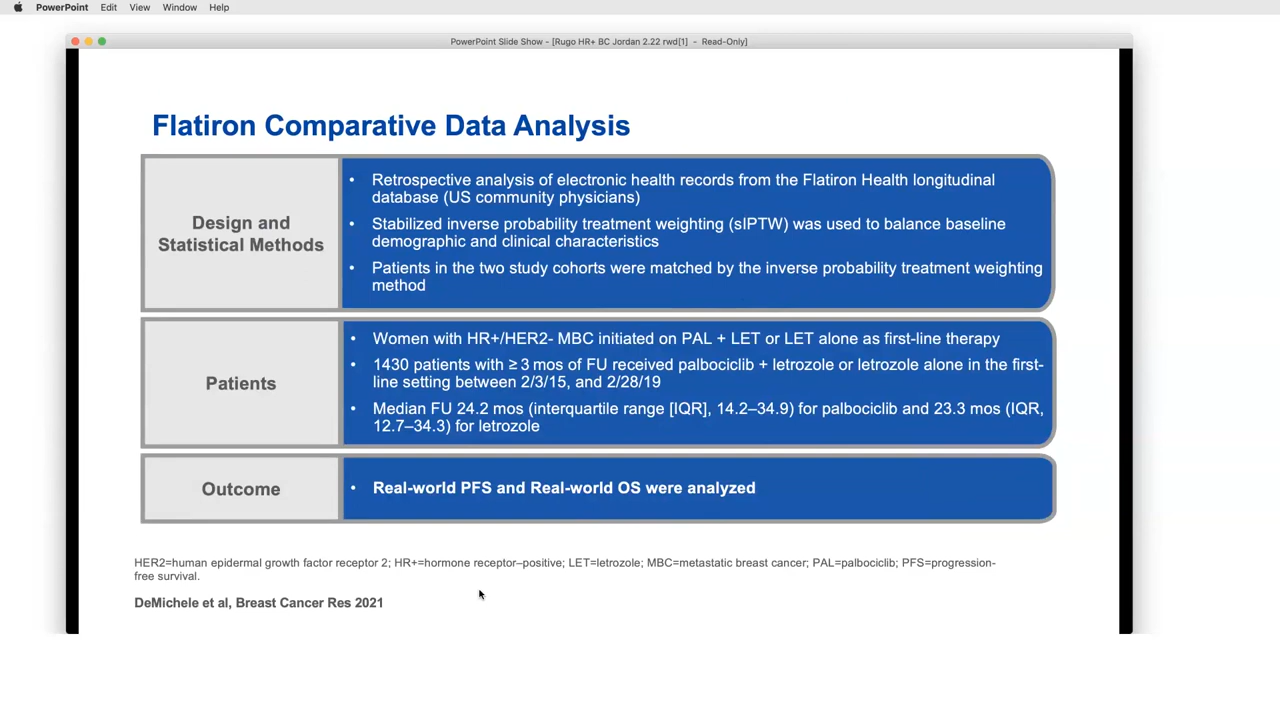 PowerPoint Edit View Window Help
PowerPoint Slide Show - [Rugo HR+ BC Jordan 2.22 rwd[1] - Read-Only]
Flatiron Comparative Data Analysis
Design and
Statistical Methods
• Retrospective analysis of electronic health records from the Flatiron Health longitudinal
database (US community physicians)
• Stabilized inverse probability treatment weighting (sIPTW) was used to balance baseline
demographic and clinical characteristics
• Patients in the two study cohorts were matched by the inverse probability treatment weighting
method
Patients
• Women with HR+/HER2- MBC initiated on PAL + LET or LET alone as first-line therapy
• 1430 patients with ≥ 3 mos of FU received palbociclib + letrozole or letrozole alone in the first-
line setting between 2/3/15, and 2/28/19
• Median FU 24.2 mos (interquartile range [IQR], 14.2–34.9) for palbociclib and 23.3 mos (IQR,
12.7–34.3) for letrozole
Outcome
• Real-world PFS and Real-world OS were analyzed
HER2=human epidermal growth factor receptor 2; HR+=hormone receptor–positive; LET=letrozole; MBC=metastatic breast cancer; PAL=palbociclib; PFS=progression-
free survival.
DeMichele et al, Breast Cancer Res 2021